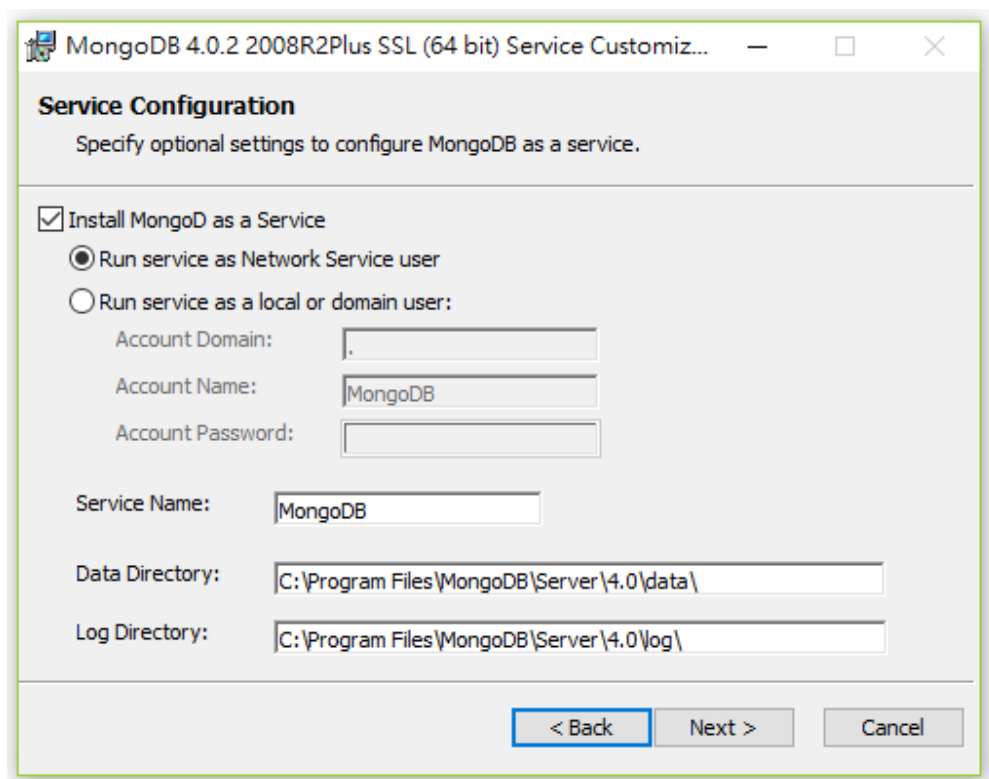 MongoDB 4.0.2 2008R2Plus SSL (64 bit) Service Customiz...
Service Configuration
Specify optional settings to configure MongoDB as a service.
Install MongoD as a Service
Run service as Network Service user
Run service as a local or domain user:
Account Domain: .
Account Name: MongoDB
Account Password:
Service Name: MongoDB
Data Directory: C:\Program Files\MongoDB\Server\4.0\data\
Log Directory: C:\Program Files\MongoDB\Server\4.0\log\
< Back Next > Cancel